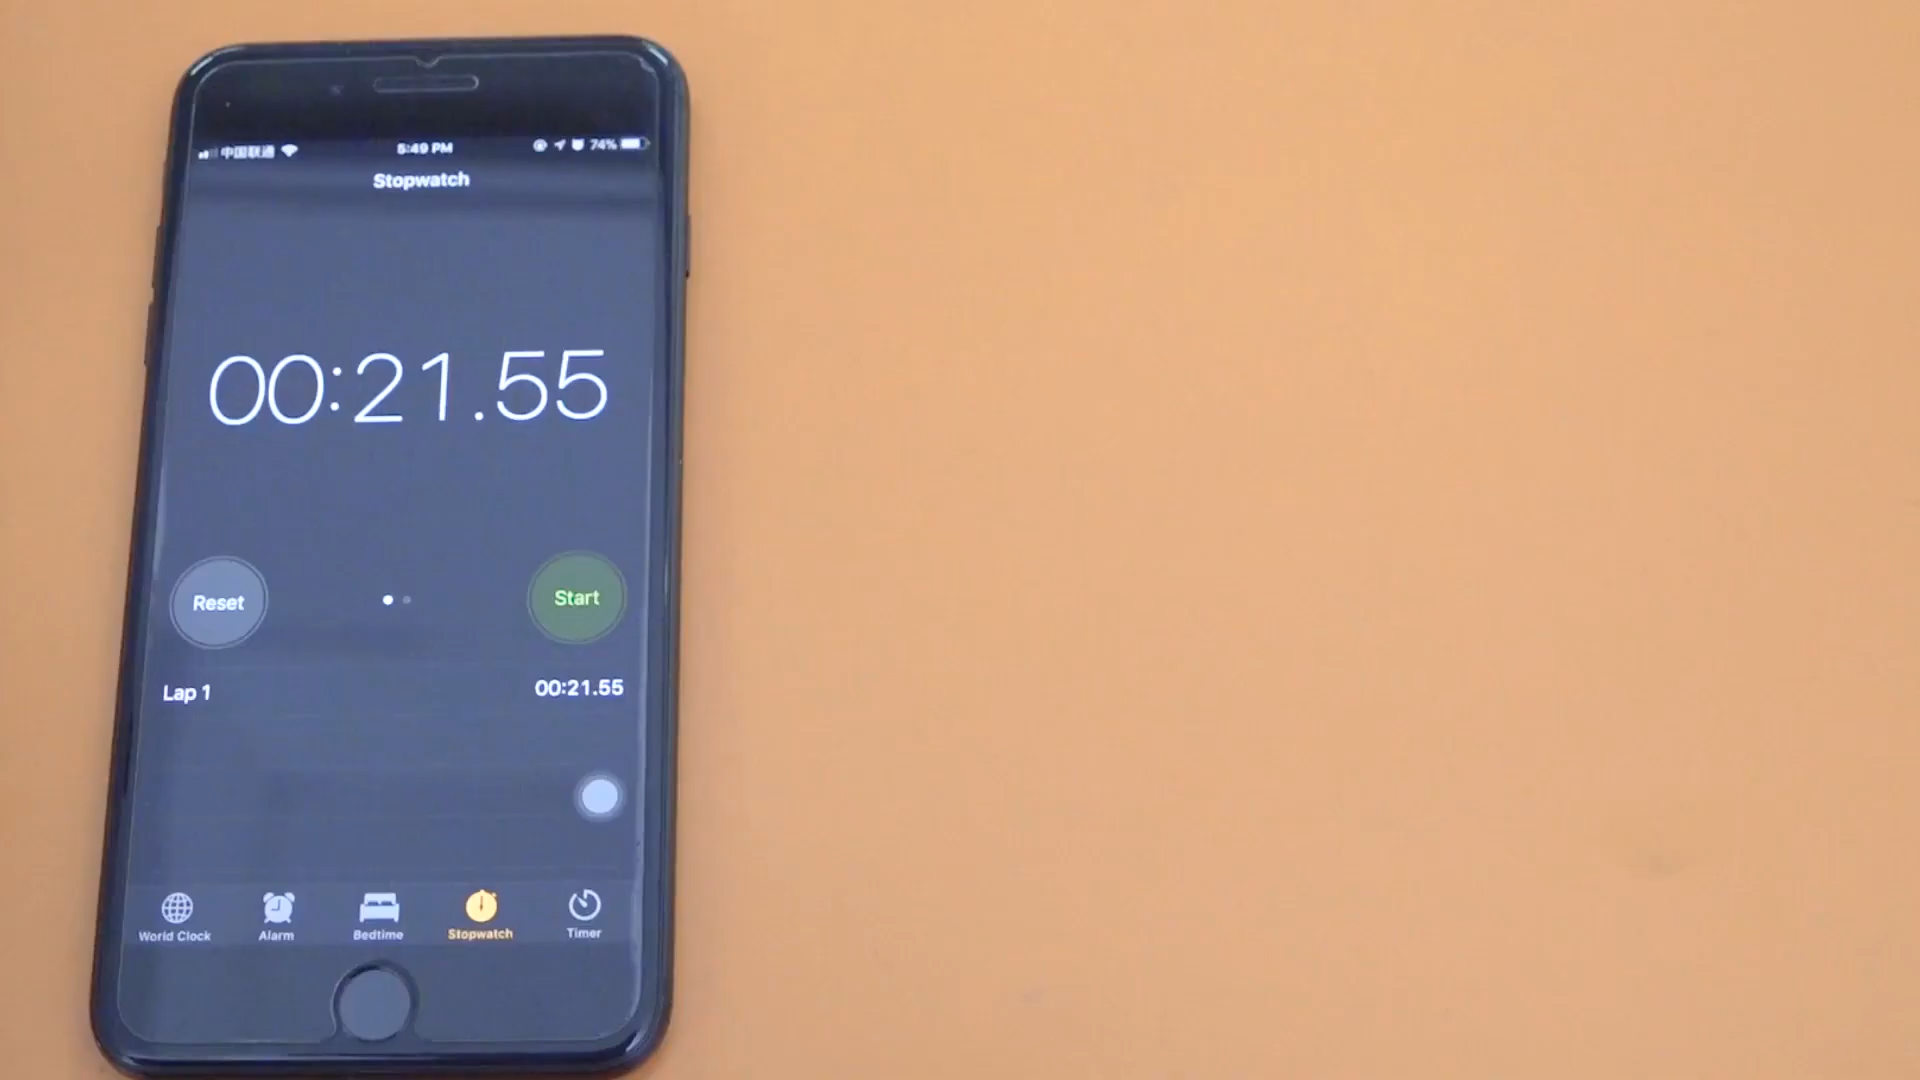 中国联通 5:49 PM 74%
Stopwatch
00:21.55
Reset Start
Lap 1 00:21.55
World Clock Alarm Bedtime Stopwatch Timer